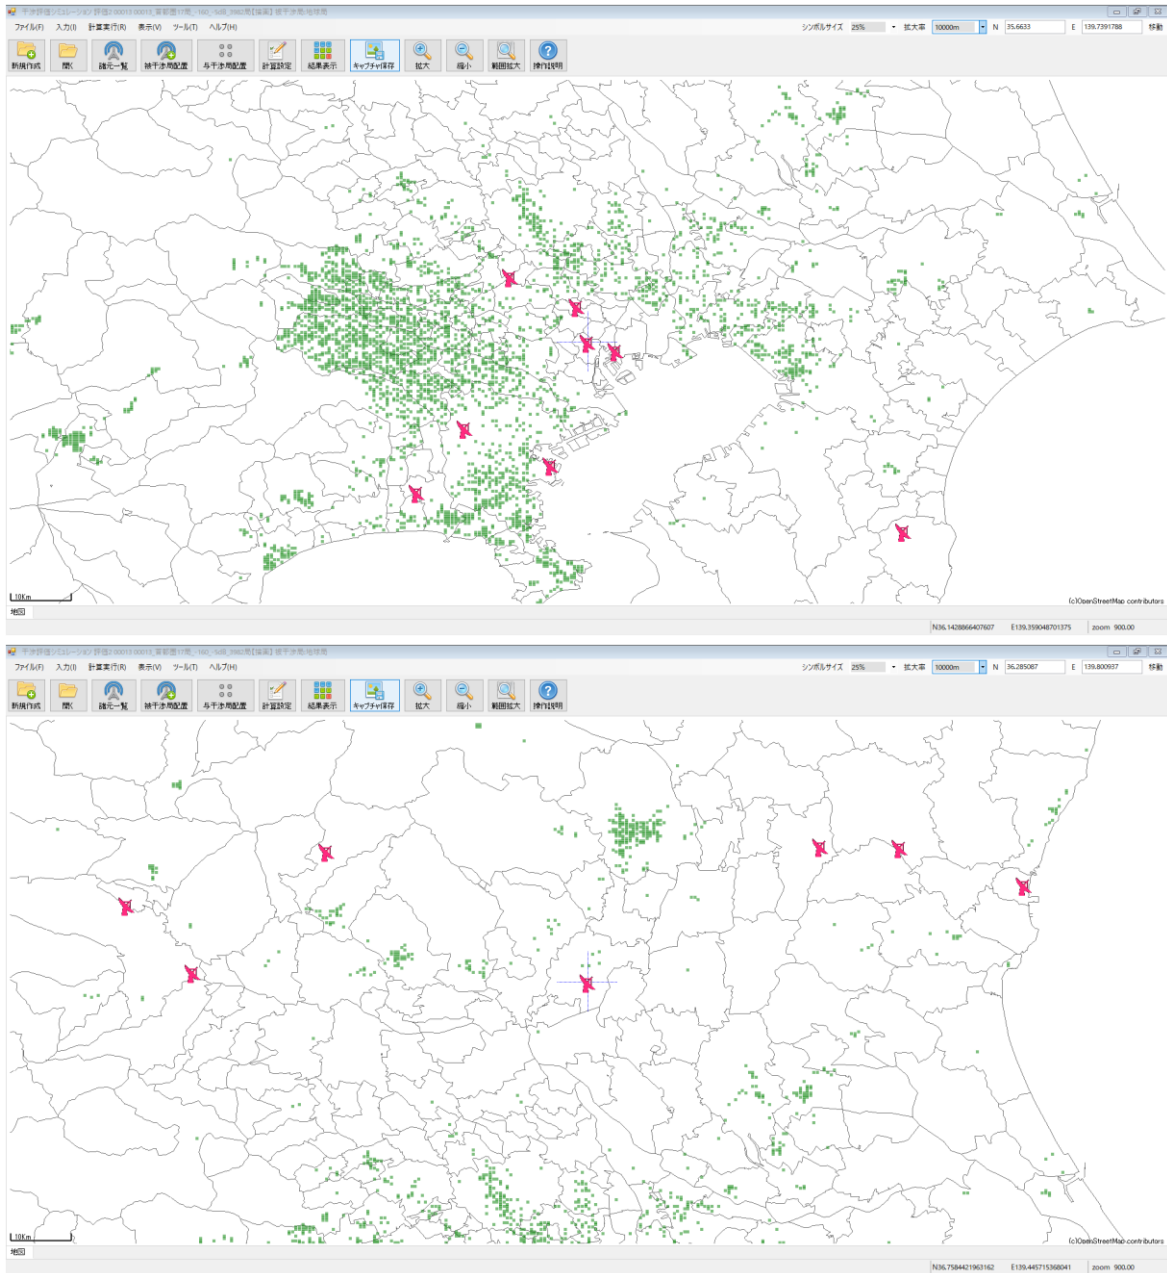 ファイル(F) 入力(I) 計算実行(R) 表示(V) ツール(T) ヘルプ(H) シンボルサイズ 25% 拡大率 10000m N 35.6633 E 139.7391788 移動
新規作成 開く 諸元一覧 被干渉局配置 与干渉局配置 計算設定 結果表示 キャプチャ保存 拡大 縮小 範囲拡大 操作説明
10Km
(c)OpenStreetMap contributors
地図
N36.1428866407607 E139.359048701375 zoom 900.00
ファイル(F) 入力(I) 計算実行(R) 表示(V) ツール(T) ヘルプ(H) シンボルサイズ 25% 拡大率 10000m N 36.285087 E 139.800937 移動
新規作成 開く 諸元一覧 被干渉局配置 与干渉局配置 計算設定 結果表示 キャプチャ保存 拡大 縮小 範囲拡大 操作説明
10Km
(c)OpenStreetMap contributors
地図
N36.7584421963162 E139.445715368041 zoom 900.00